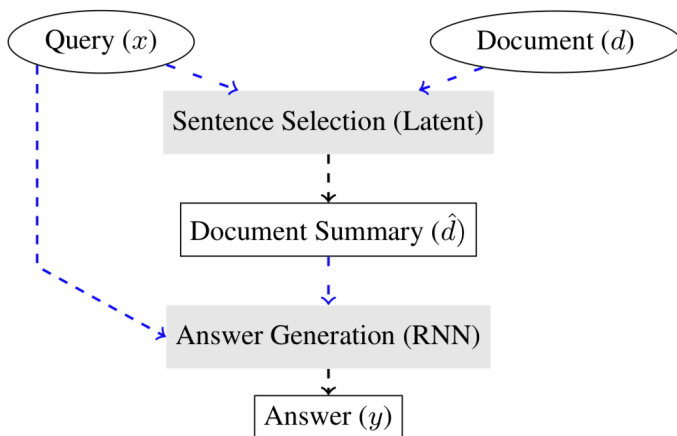 Query (x)
Document (d)
Sentence Selection (Latent)
Document Summary (d̂)
Answer Generation (RNN)
Answer (y)